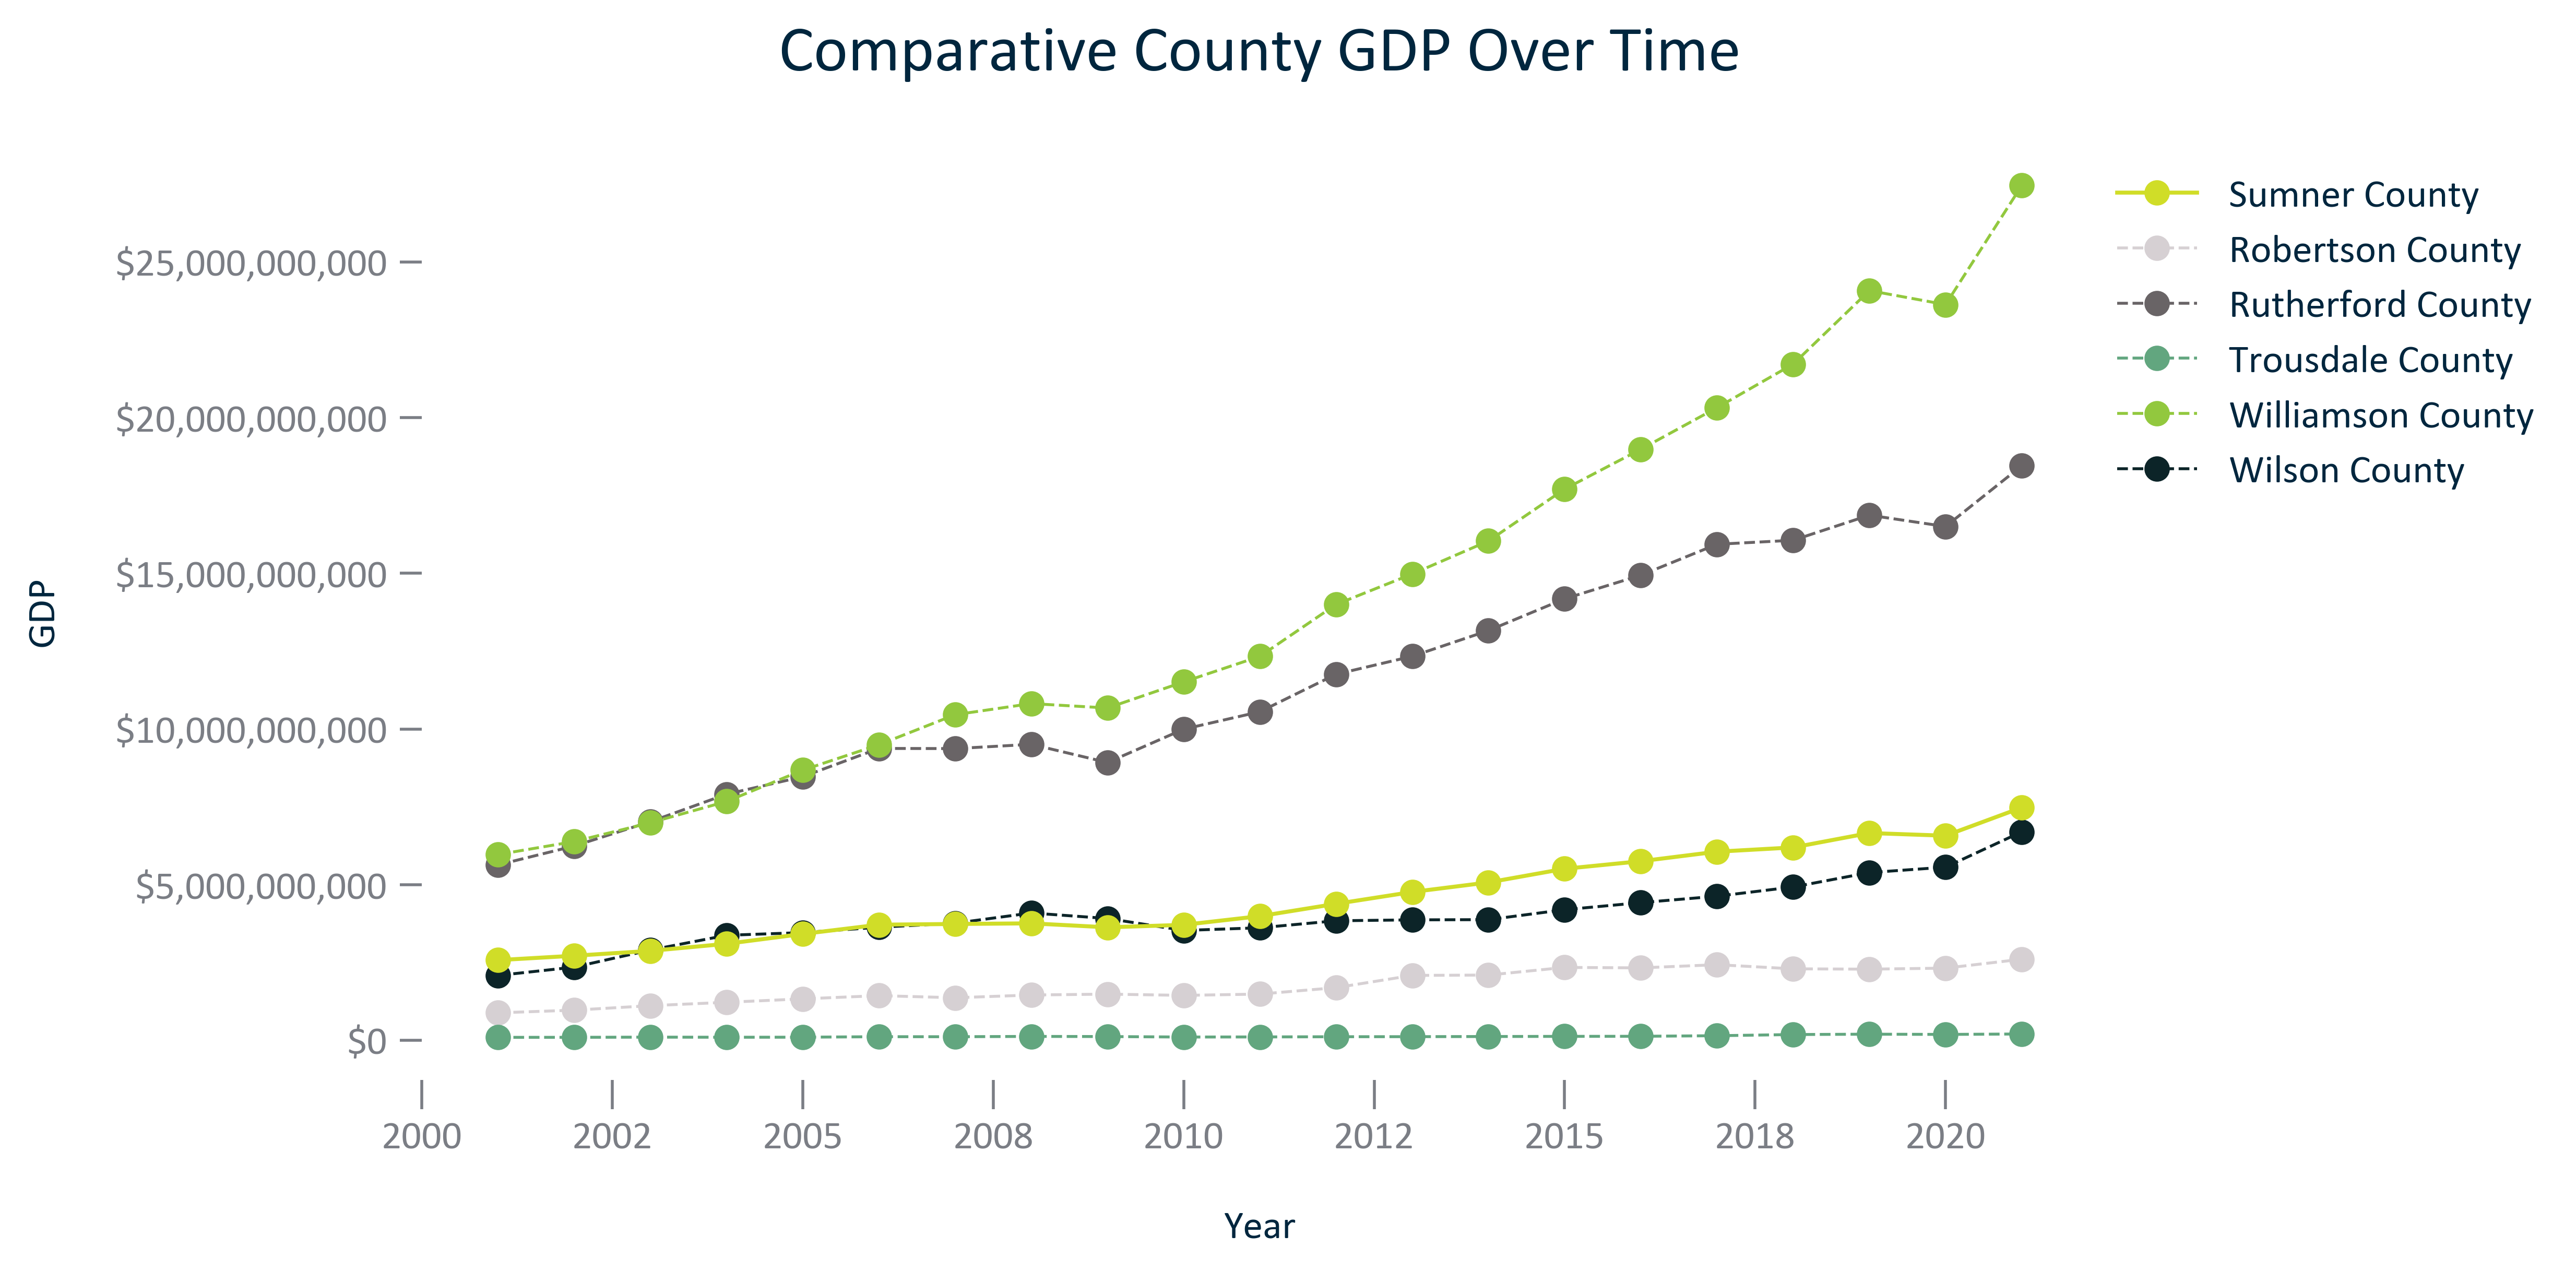 Comparative County GDP Over Time
$25,000,000,000
$20,000,000,000
$15,000,000,000
$10,000,000,000
$5,000,000,000
$0
GDP
2000 2002 2005 2008 2010 2012 2015 2018 2020
Year
Sumner County
Robertson County
Rutherford County
Trousdale County
Williamson County
Wilson County